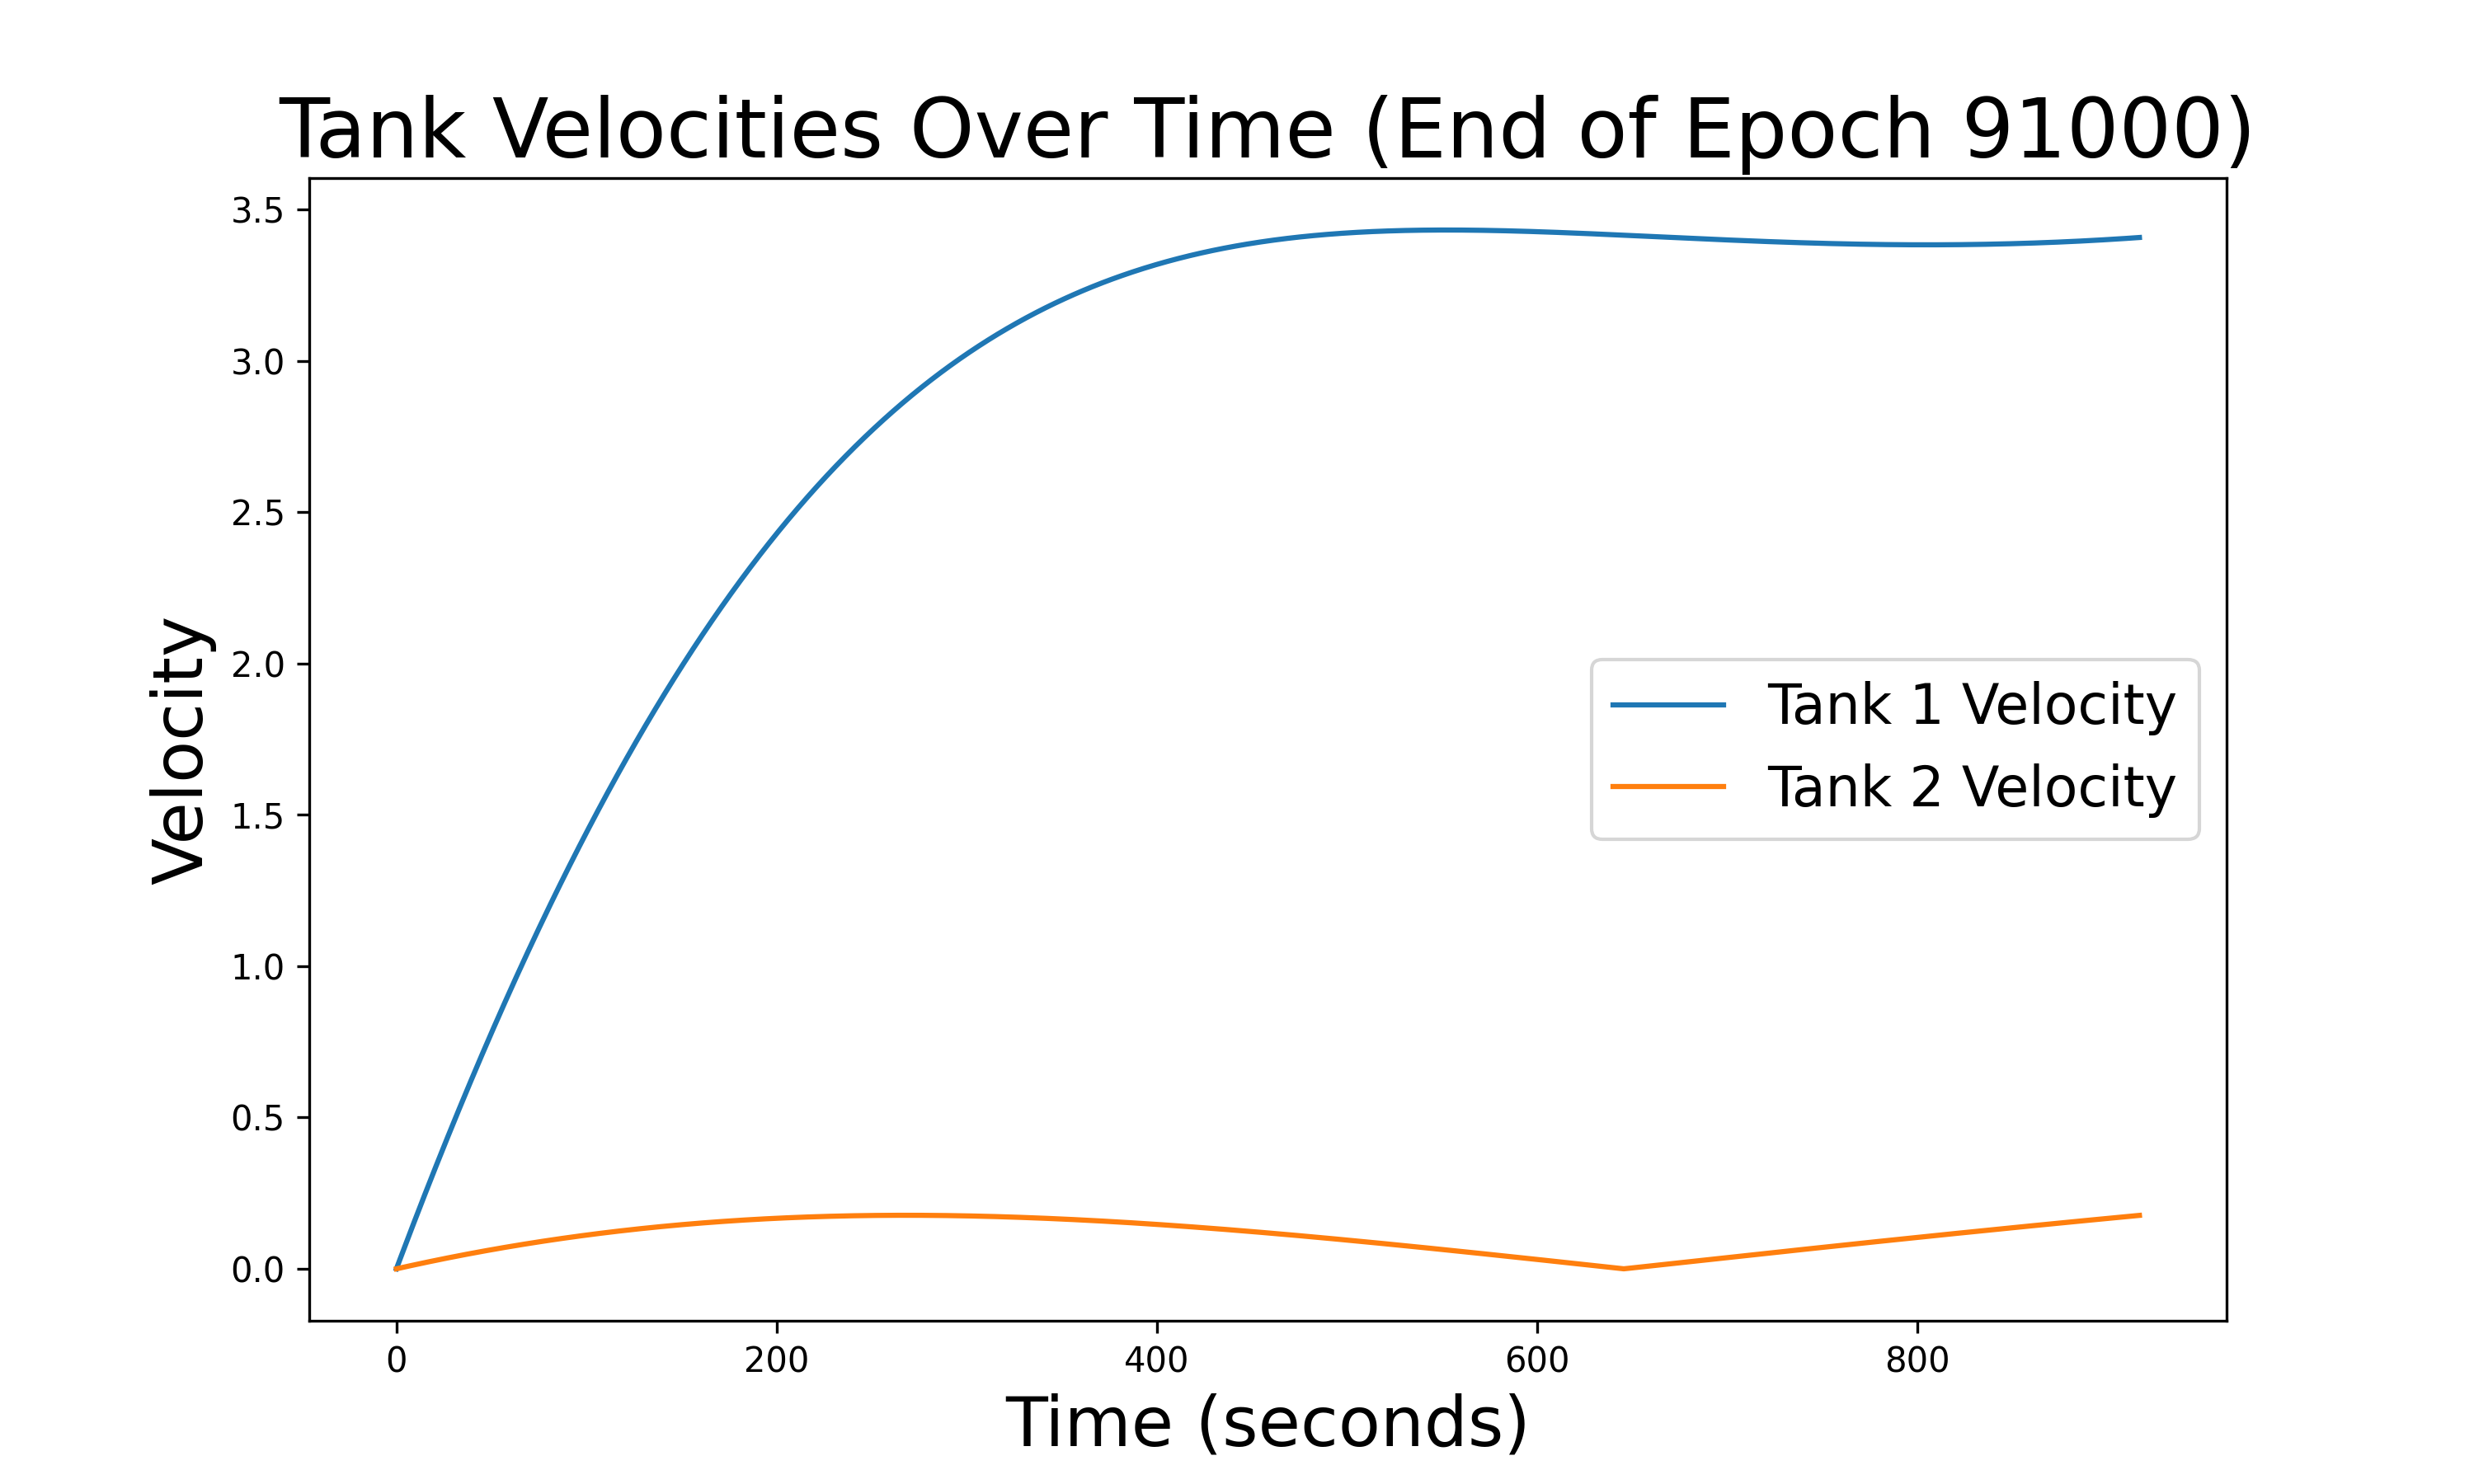 Tank Velocities Over Time (End of Epoch 91000)
3.5
3.0
2.5
2.0
1.5
1.0
0.5
0.0
Velocity
Tank 1 Velocity
Tank 2 Velocity
0 200 400 600 800
Time (seconds)